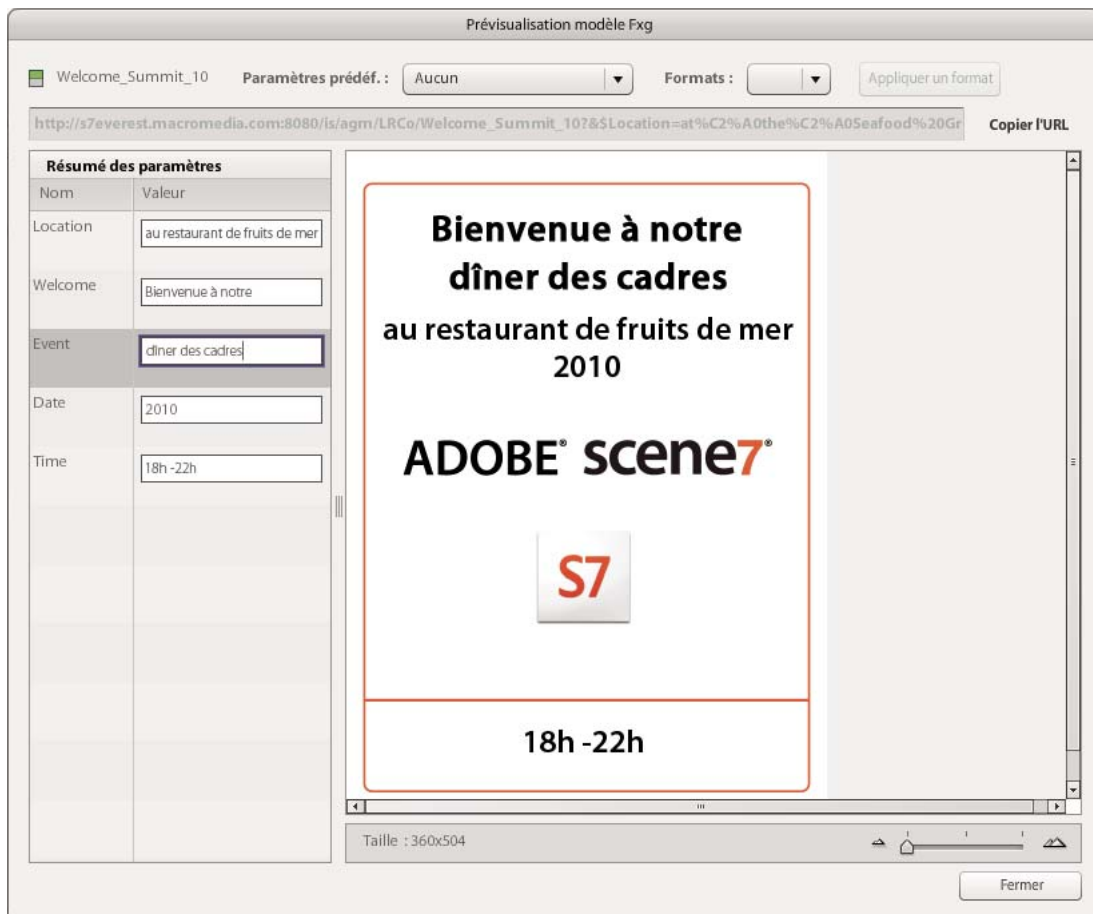 Prévisualisation modèle Fxg
Welcome_Summit_10 Paramètres prédéf. : Aucun Formats : Appliquer un format
http://s7everest.macromedia.com:8080/is/agm/LRCo/Welcome_Summit_10?&$Location=at%C2%A0the%C2%A0Seafood%20Gr Copier l'URL
Résumé des paramètres
Nom Valeur
Location au restaurant de fruits de mer
Welcome Bienvenue à notre
Event dîner des cadres
Date 2010
Time 18h -22h
Bienvenue à notre
dîner des cadres
au restaurant de fruits de mer
2010
ADOBE® scene7®
S7
18h -22h
Taille : 360x504
Fermer